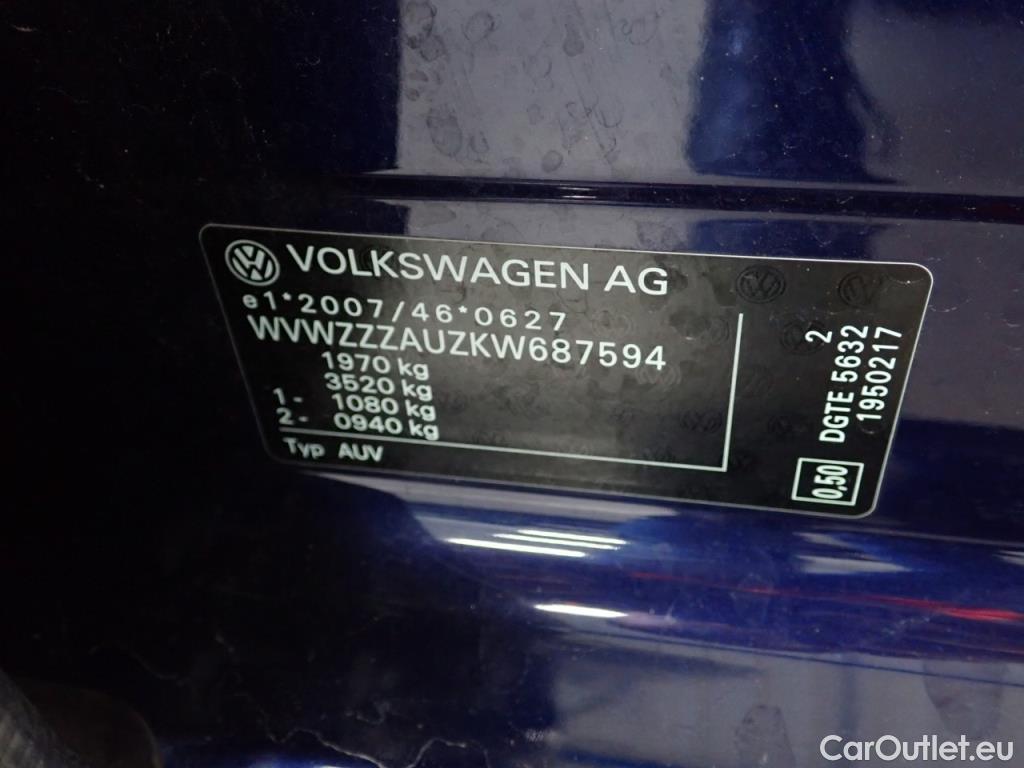 VOLKSWAGEN AG
e1*2007/46*0627
WVWZZZAUZKW687594
1970 kg
3520 kg
1- 1080 kg
2- 0940 kg
Typ AUV
2
DGTE 5632
1950217
0,50
CarOutlet.eu